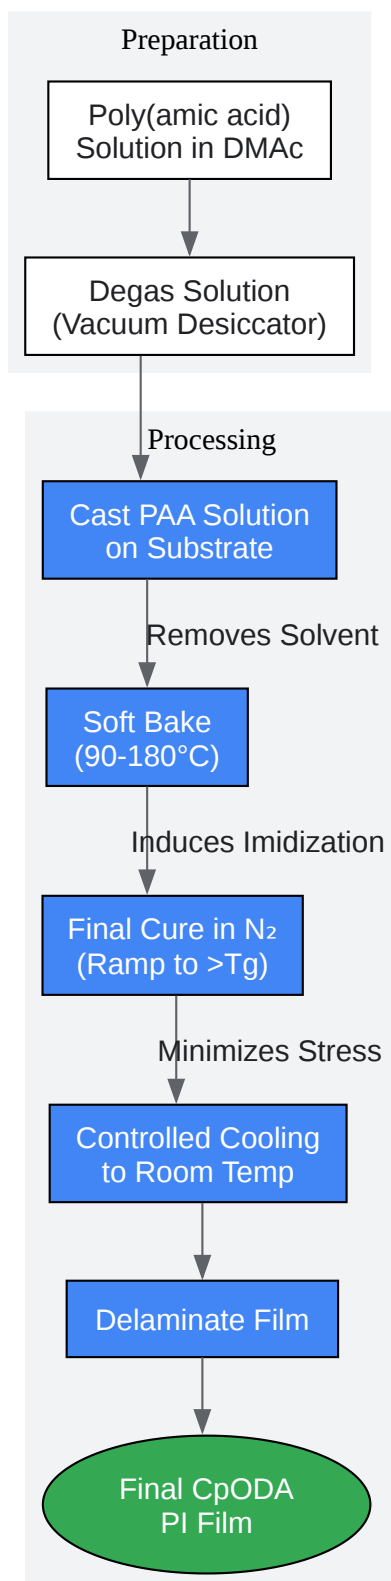 Preparation
Poly(amic acid)
Solution in DMAc
Degas Solution
(Vacuum Desiccator)
Processing
Cast PAA Solution
on Substrate
Removes Solvent
Soft Bake
(90-180°C)
Induces Imidization
Final Cure in N₂
(Ramp to >Tg)
Minimizes Stress
Controlled Cooling
to Room Temp
Delaminate Film
Final CpODA
PI Film